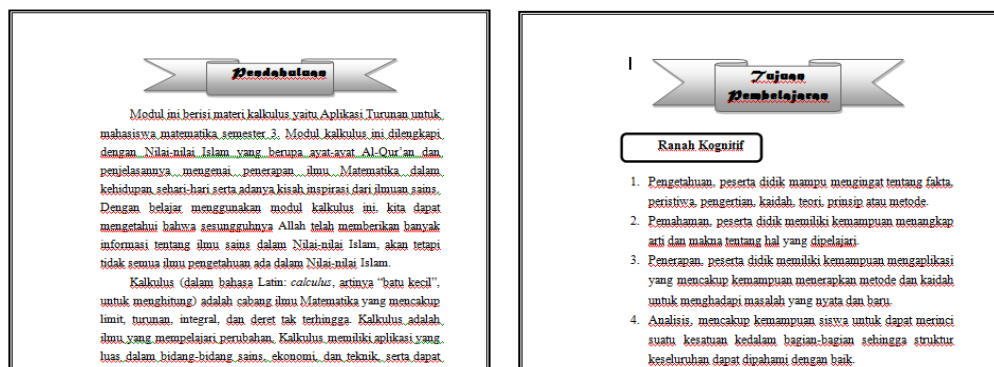 Pendahuluan
Modul ini berisi materi kalkulus yaitu Aplikasi Turunan untuk
mahasiswa matematika semester 3. Modul kalkulus ini dilengkapi
dengan Nilai-nilai Islam yang berupa ayat-ayat Al-Qur’an dan
penjelasannya mengenai penerapan ilmu Matematika dalam
kehidupan sehari-hari serta adanya kisah inspirasi dari ilmuan sains.
Dengan belajar menggunakan modul kalkulus ini, kita dapat
mengetahui bahwa sesungguhnya Allah telah memberikan banyak
informasi tentang ilmu sains dalam Nilai-nilai Islam, akan tetapi
tidak semua ilmu pengetahuan ada dalam Nilai-nilai Islam.
Kalkulus (dalam bahasa Latin: calculus, artinya “batu kecil”,
untuk menghitung) adalah cabang ilmu Matematika yang mencakup
limit, turunan, integral, dan deret tak terhingga. Kalkulus adalah
ilmu yang mempelajari perubahan. Kalkulus memiliki aplikasi yang
luas dalam bidang-bidang sains, ekonomi, dan teknik, serta dapat
Tujuan
Pembelajaran
Ranah Kognitif
1. Pengetahuan, peserta didik mampu mengingat tentang fakta,
peristiwa, pengertian, kaidah, teori, prinsip atau metode.
2. Pemahaman, peserta didik memiliki kemampuan menangkap
arti dan makna tentang hal yang dipelajari.
3. Penerapan, peserta didik memiliki kemampuan mengaplikasi
yang mencakup kemampuan menerapkan metode dan kaidah
untuk menghadapi masalah yang nyata dan baru.
4. Analisis, mencakup kemampuan siswa untuk dapat merinci
suatu kesatuan kedalam bagian-bagian sehingga struktur
keseluruhan dapat dipahami dengan baik.